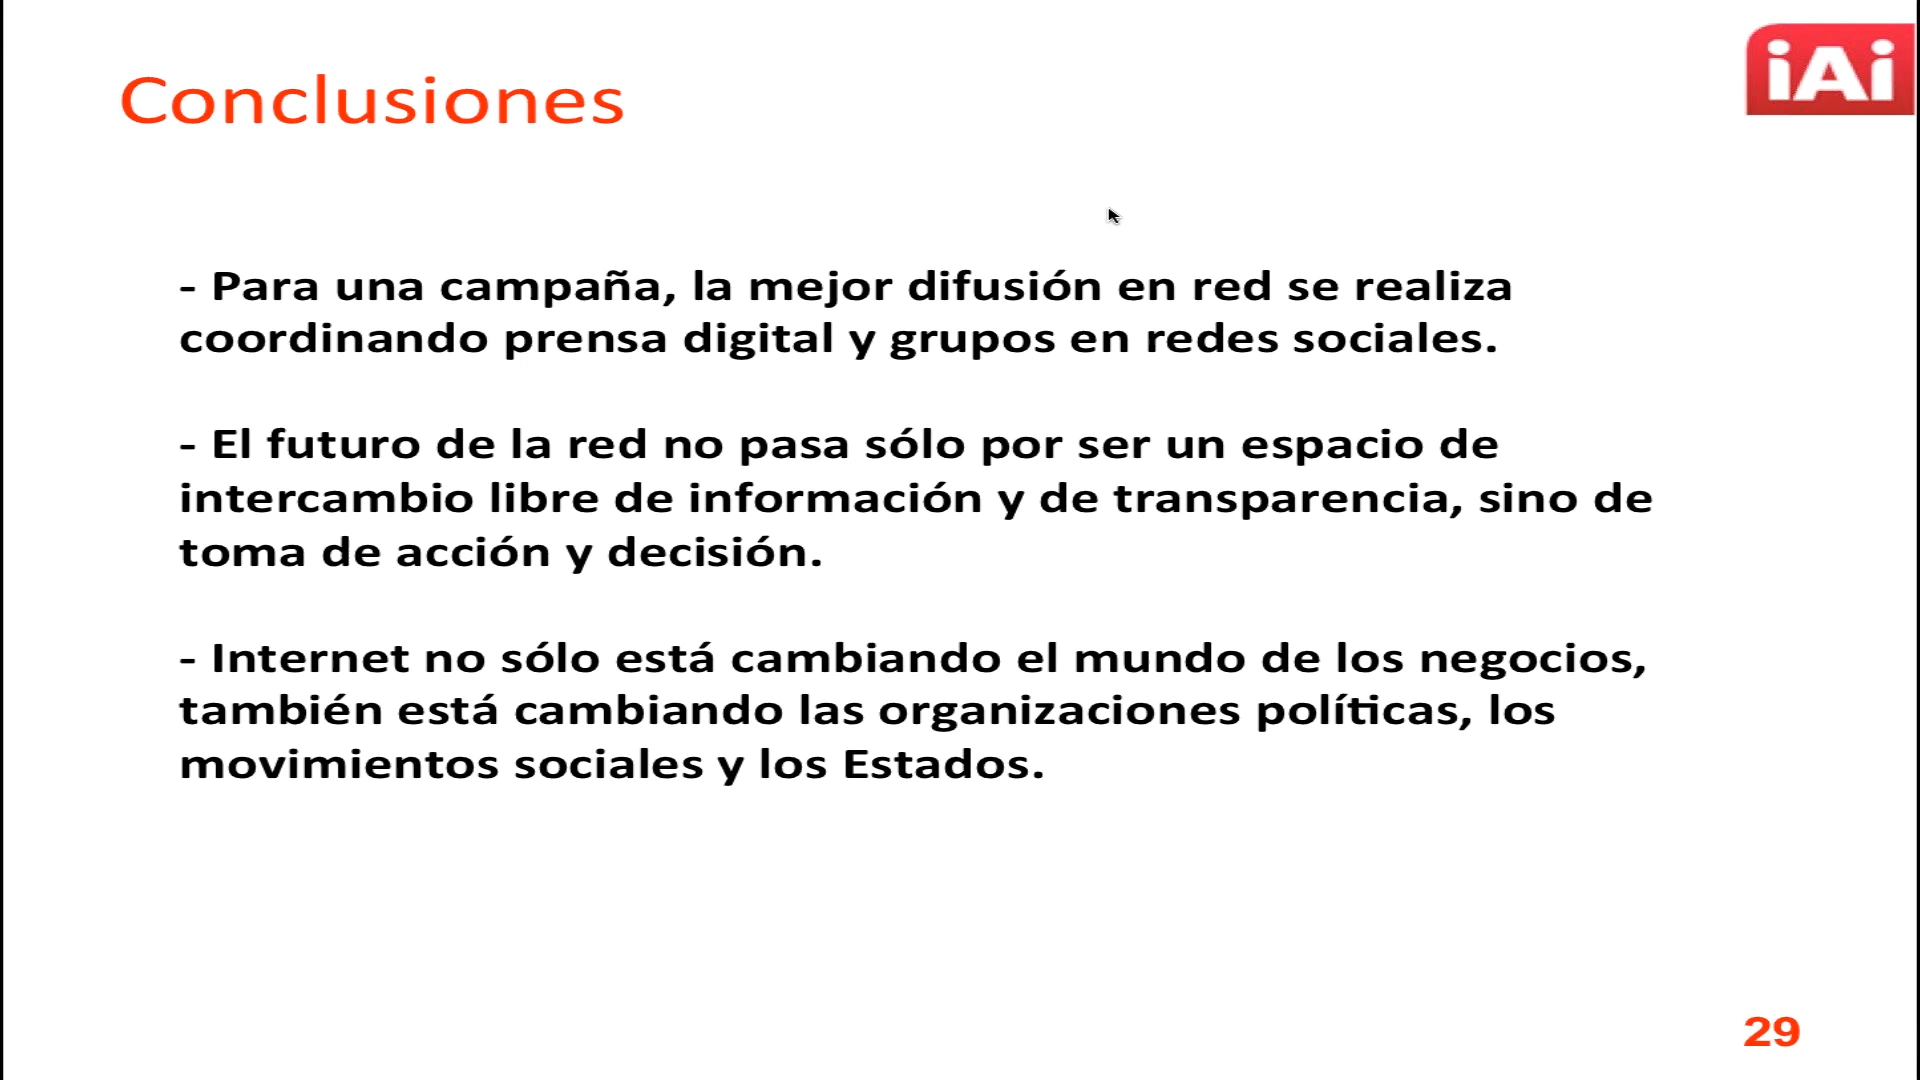 iAi
Conclusiones
- Para una campaña, la mejor difusión en red se realiza
coordinando prensa digital y grupos en redes sociales.
- El futuro de la red no pasa sólo por ser un espacio de
intercambio libre de información y de transparencia, sino de
toma de acción y decisión.
- Internet no sólo está cambiando el mundo de los negocios,
también está cambiando las organizaciones políticas, los
movimientos sociales y los Estados.
29